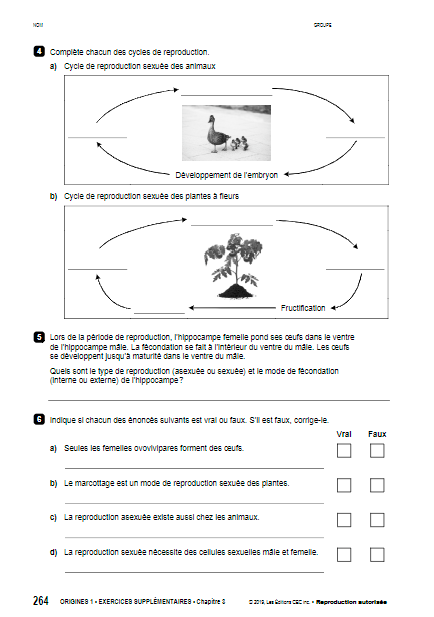 NOM
GROUPE
4 Complète chacun des cycles de reproduction.
a) Cycle de reproduction sexuée des animaux
Développement de l'embryon
b) Cycle de reproduction sexuée des plantes à fleurs
Fructification
5 Lors de la période de reproduction, l'hippocampe femelle pond ses œufs dans le ventre
de l'hippocampe mâle. La fécondation se fait à l'intérieur du ventre du mâle. Les œufs
se développent jusqu'à maturité dans le ventre du mâle.
Quels sont le type de reproduction (asexuée ou sexuée) et le mode de fécondation
(interne ou externe) de l'hippocampe?
6 Indique si chacun des énoncés suivants est vrai ou faux. S'il est faux, corrige-le.
Vrai Faux
a) Seules les femelles ovovivipares forment des œufs.
b) Le marcottage est un mode de reproduction sexuée des plantes.
c) La reproduction asexuée existe aussi chez les animaux.
d) La reproduction sexuée nécessite des cellules sexuelles mâle et femelle.
264 ORIGINES 1 • EXERCICES SUPPLÉMENTAIRES • Chapitre 8 © 2019, Les Éditions CEC inc. • Reproduction autorisée